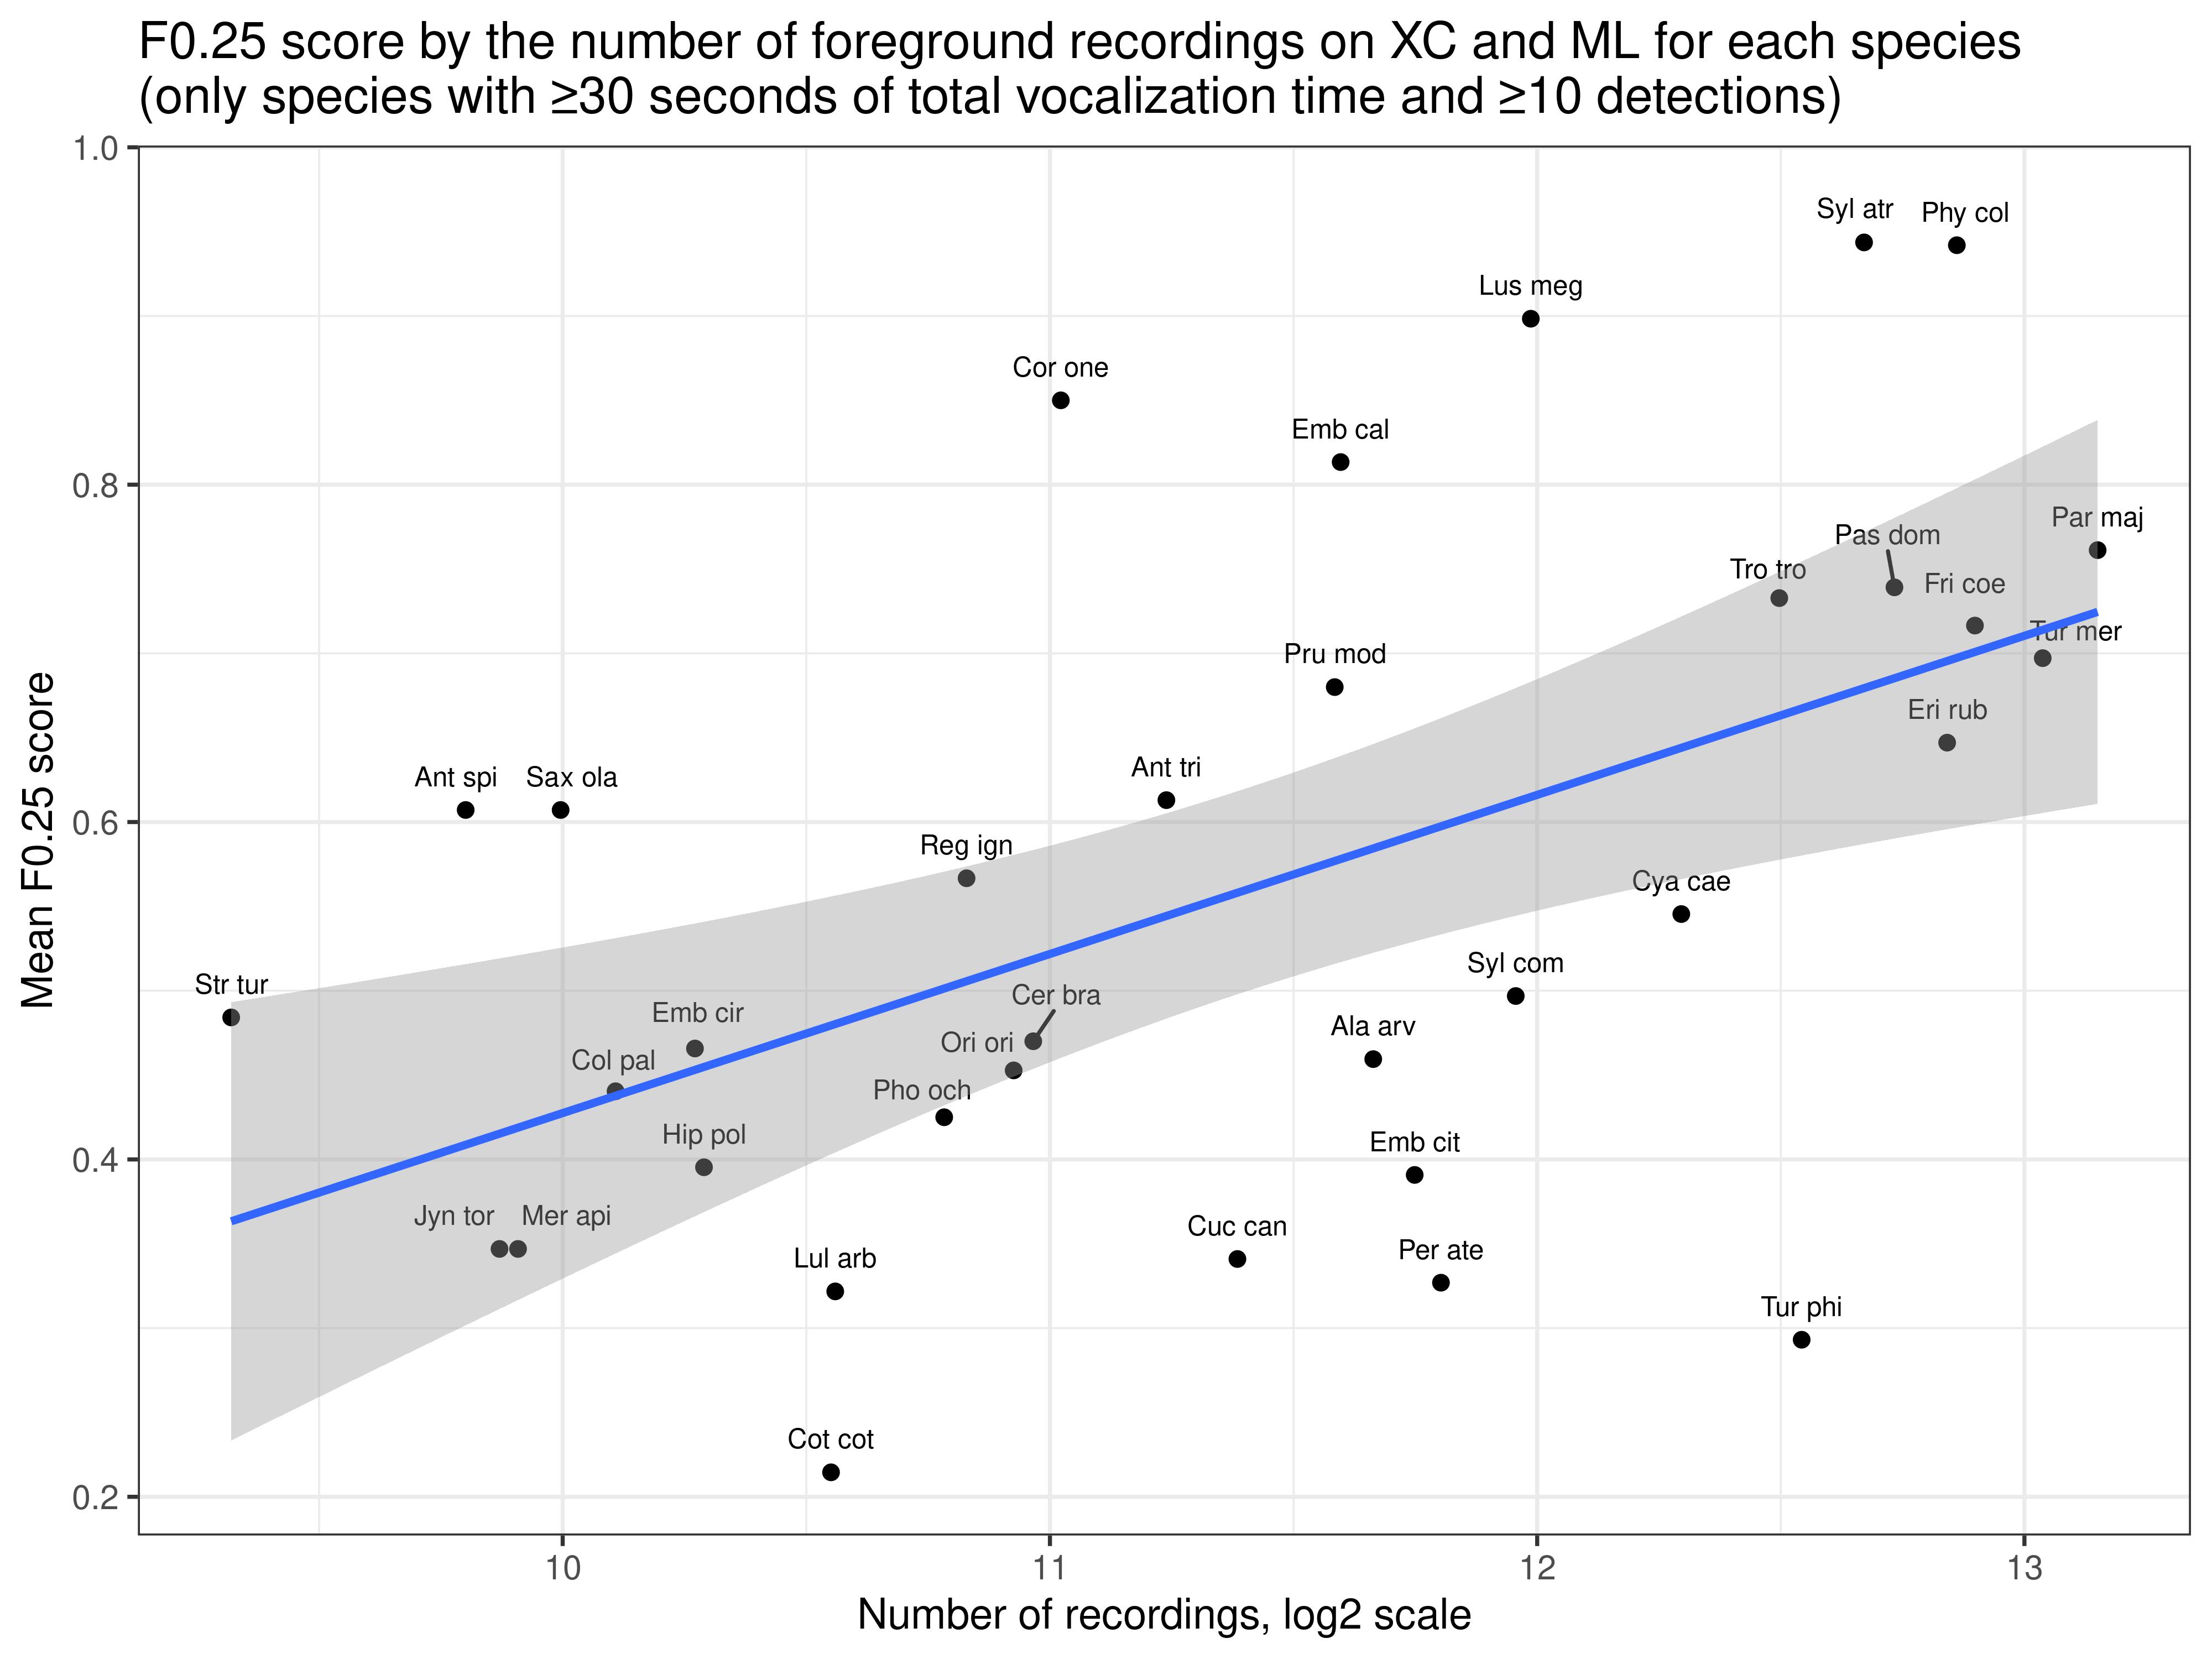 F0.25 score by the number of foreground recordings on XC and ML for each species
(only species with ≥30 seconds of total vocalization time and ≥10 detections)
1.0
0.8
0.6
0.4
0.2
Mean F0.25 score
Syl atr
Phy col
Lus meg
Cor one
Emb cal
Par maj
Pas dom
Tro tro
Fri coe
Tur mer
Pru mod
Eri rub
Ant tri
Ant spi
Sax ola
Reg ign
Cya cae
Syl com
Str tur
Cer bra
Emb cir
Ala arv
Ori ori
Col pal
Pho och
Hip pol
Emb cit
Jyn tor
Mer api
Cuc can
Per ate
Lul arb
Tur phi
Cot cot
10
11
12
13
Number of recordings, log2 scale